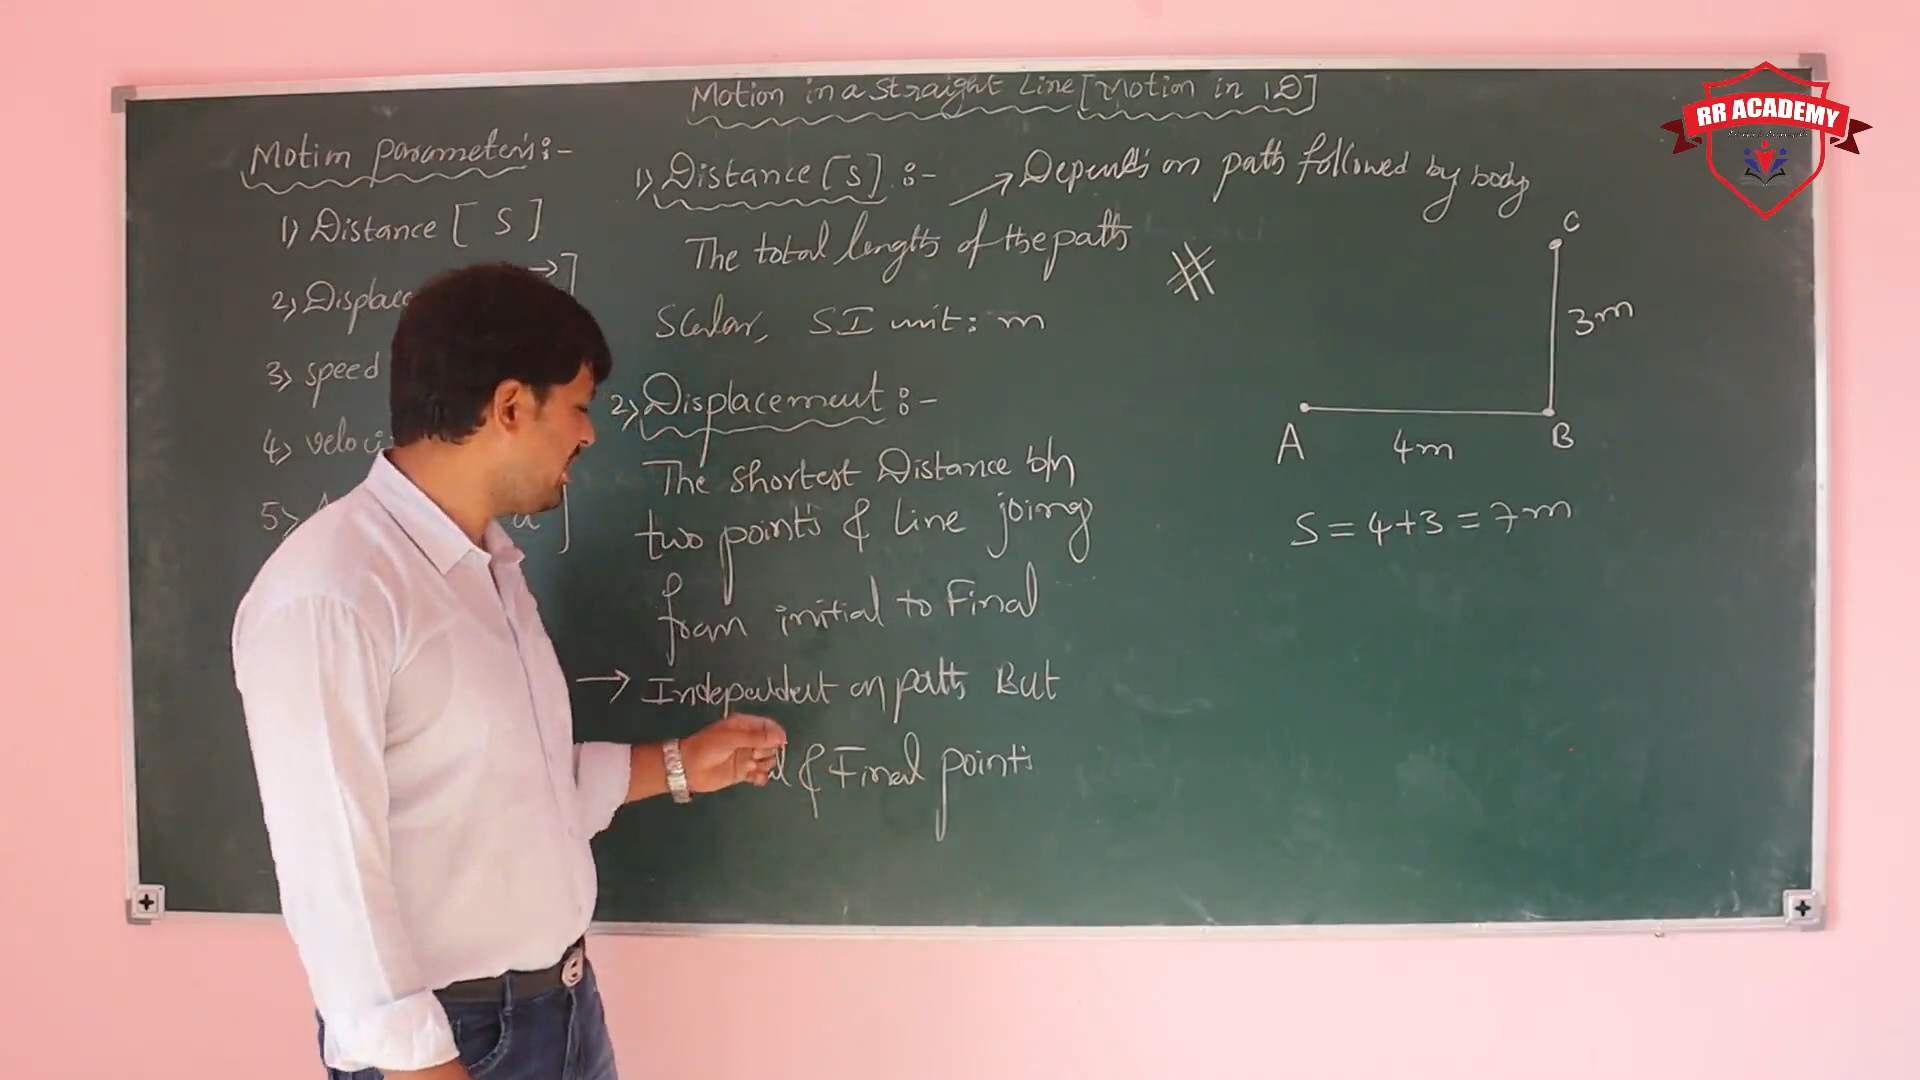 Motion in a straight Line [Motion in 1D]
RR ACADEMY
Motion parameters:-
1) Distance [ S ]
2) Displac
3) speed
4) veloci
5)
1) Distance [S] :-
→ Depends on path followed by body
The total length of the path
Scalar, SI unit: m
#
2) Displacement :-
The shortest Distance b/n
two points & Line joing
from initial to Final
→ Independent on path But
& Final points
C
3m
A 4m B
S = 4+3 = 7m